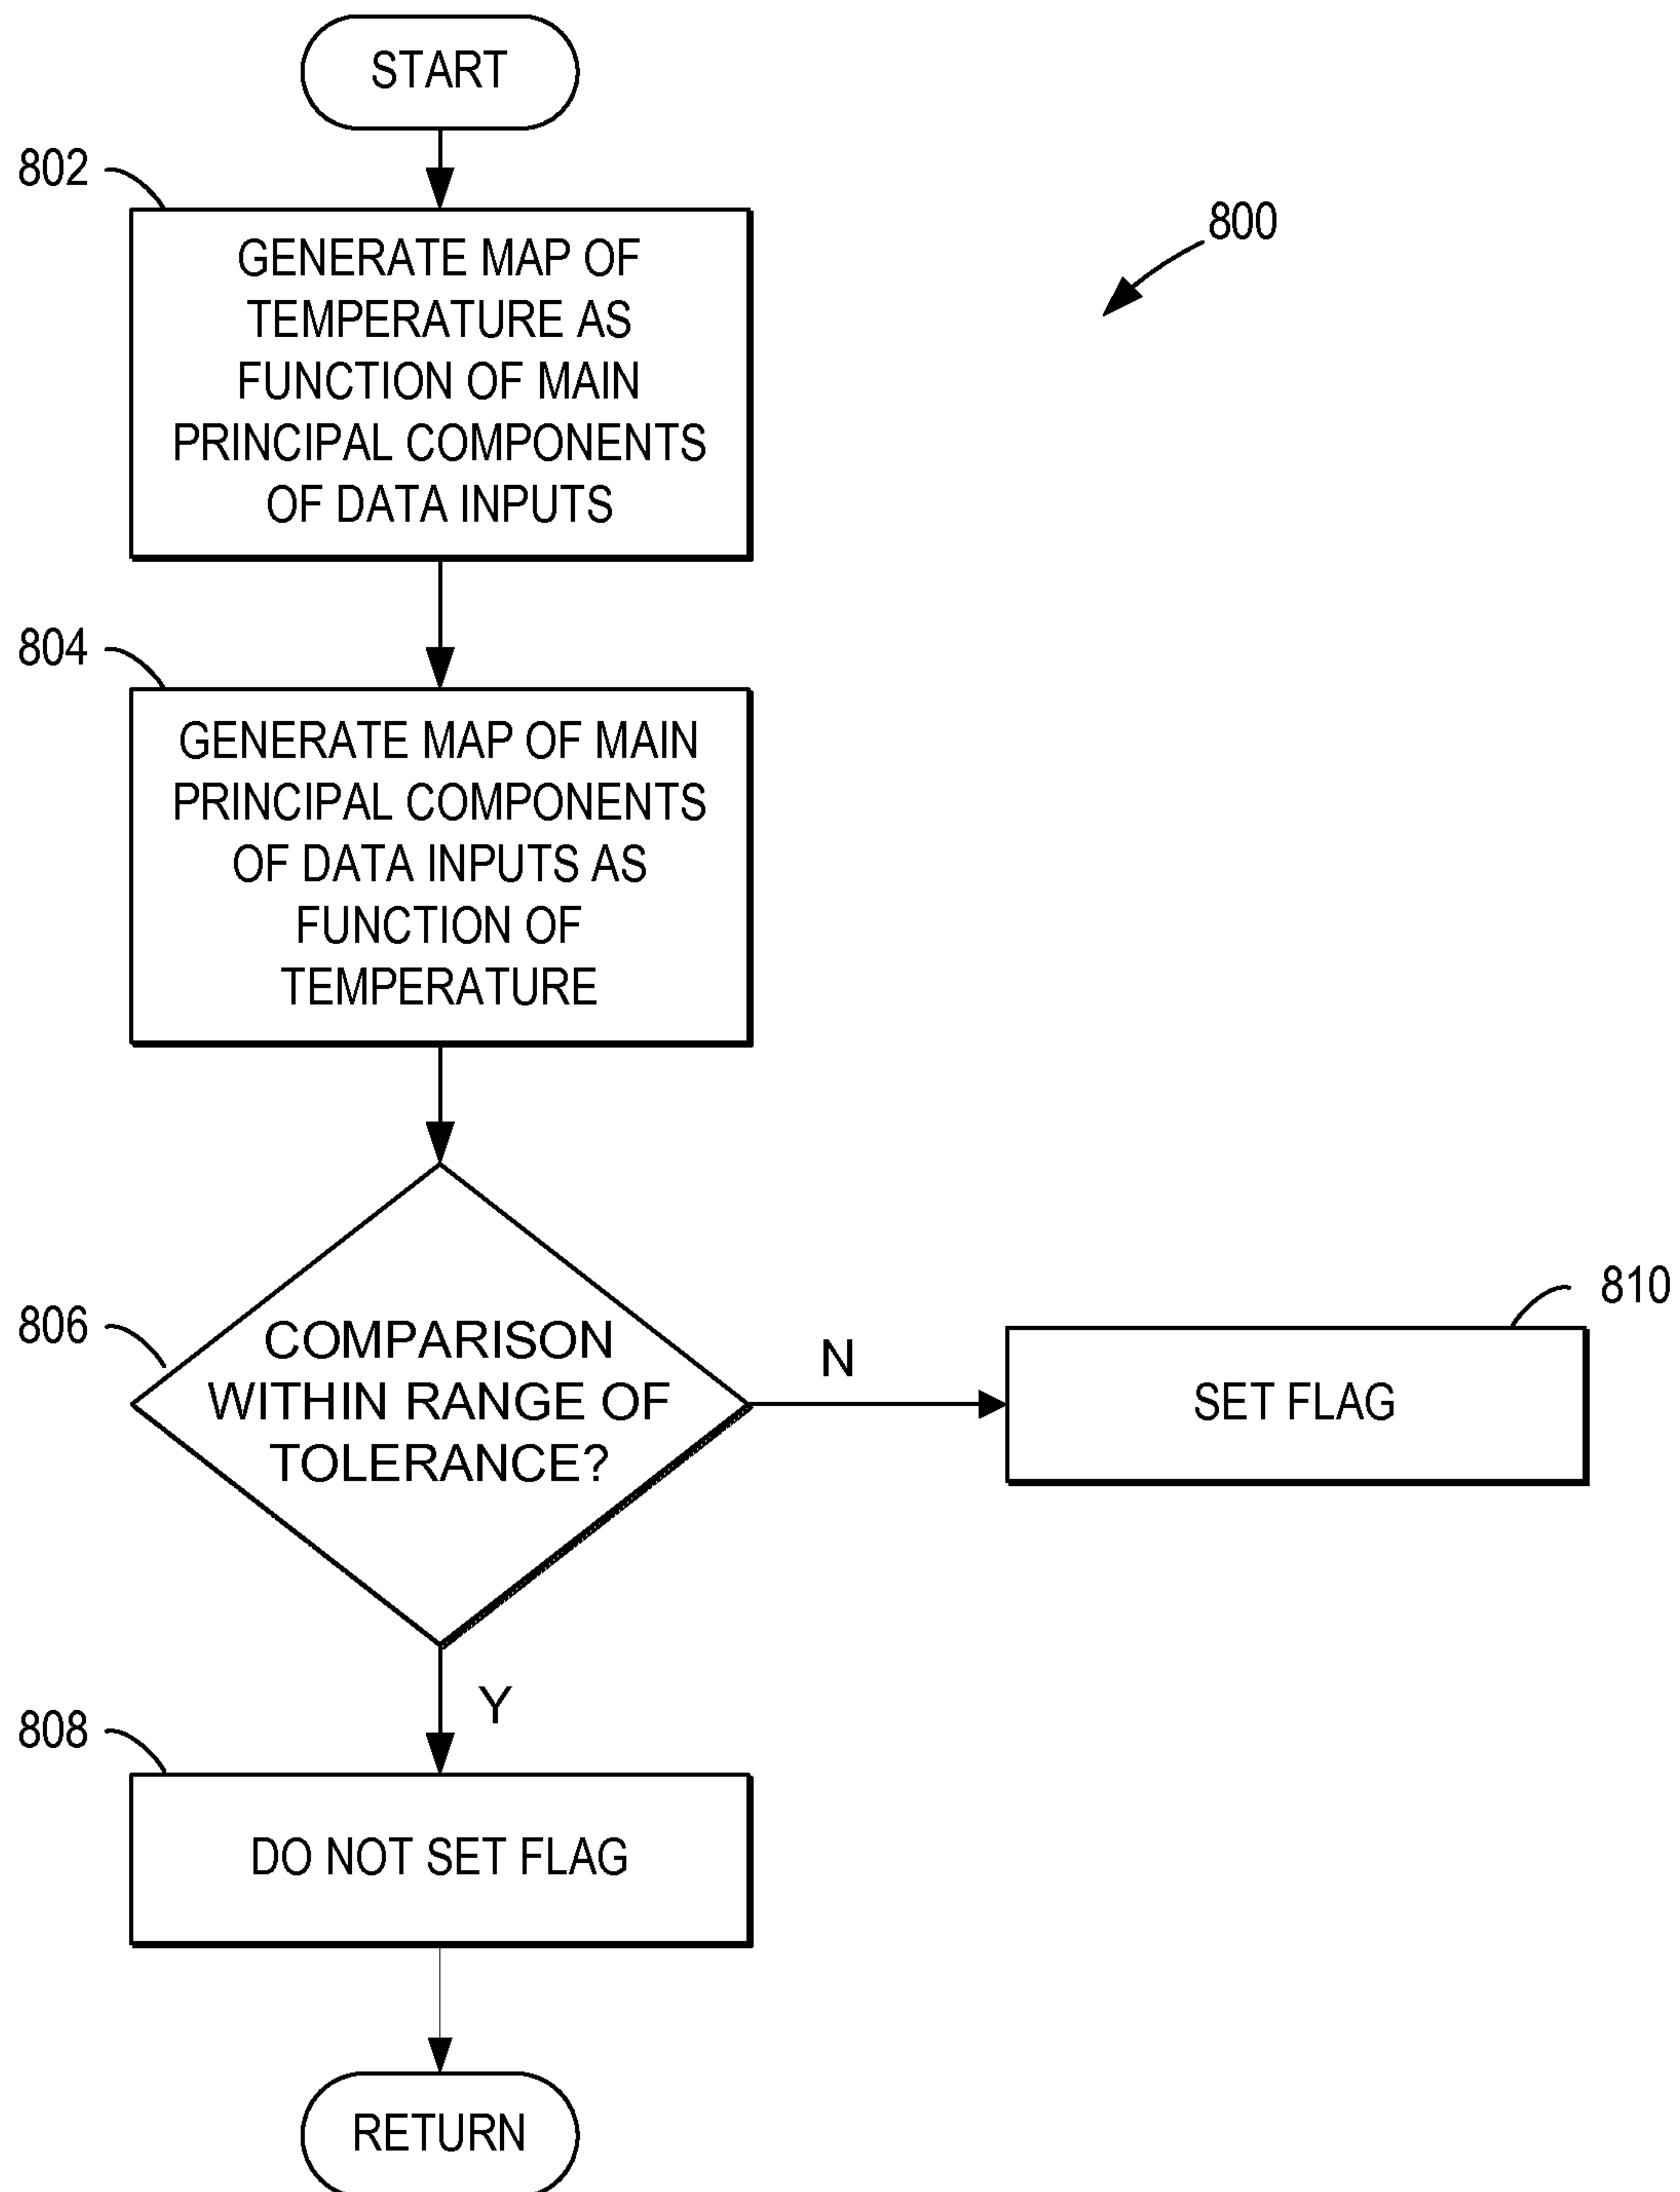 START
802
800
GENERATE MAP OF
TEMPERATURE AS
FUNCTION OF MAIN
PRINCIPAL COMPONENTS
OF DATA INPUTS
804
GENERATE MAP OF MAIN
PRINCIPAL COMPONENTS
OF DATA INPUTS AS
FUNCTION OF
TEMPERATURE
806
COMPARISON
WITHIN RANGE OF
TOLERANCE?
N
810
SET FLAG
Y
808
DO NOT SET FLAG
RETURN